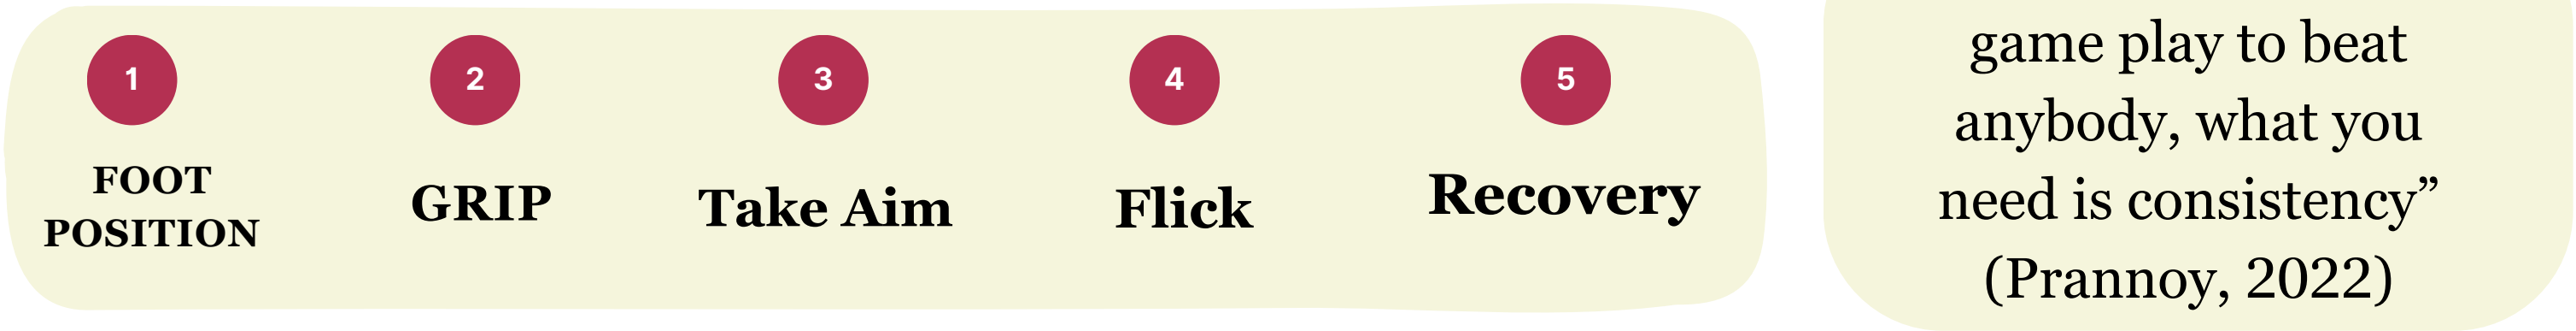 1
FOOT
POSITION
2
GRIP
3
Take Aim
4
Flick
5
Recovery
game play to beat
anybody, what you
need is consistency”
(Prannoy, 2022)